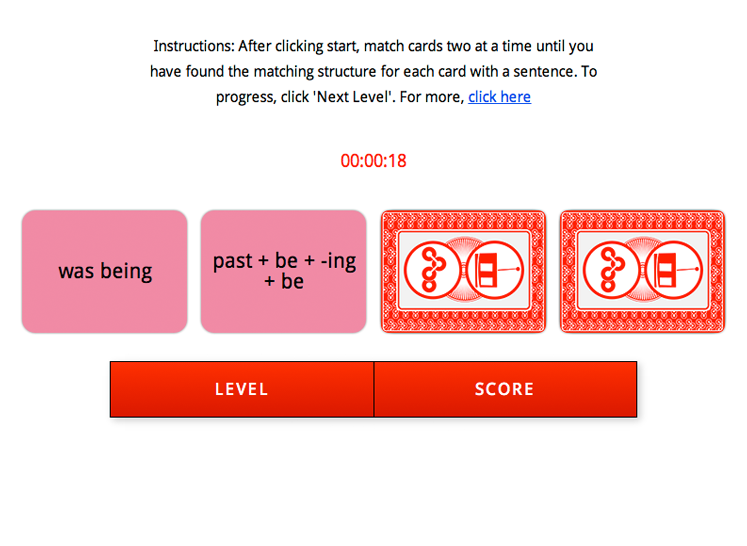 Instructions: After clicking start, match cards two at a time until you
have found the matching structure for each card with a sentence. To
progress, click 'Next Level'. For more, click here
00:00:18
was being
past + be + -ing
+ be
LEVEL
SCORE